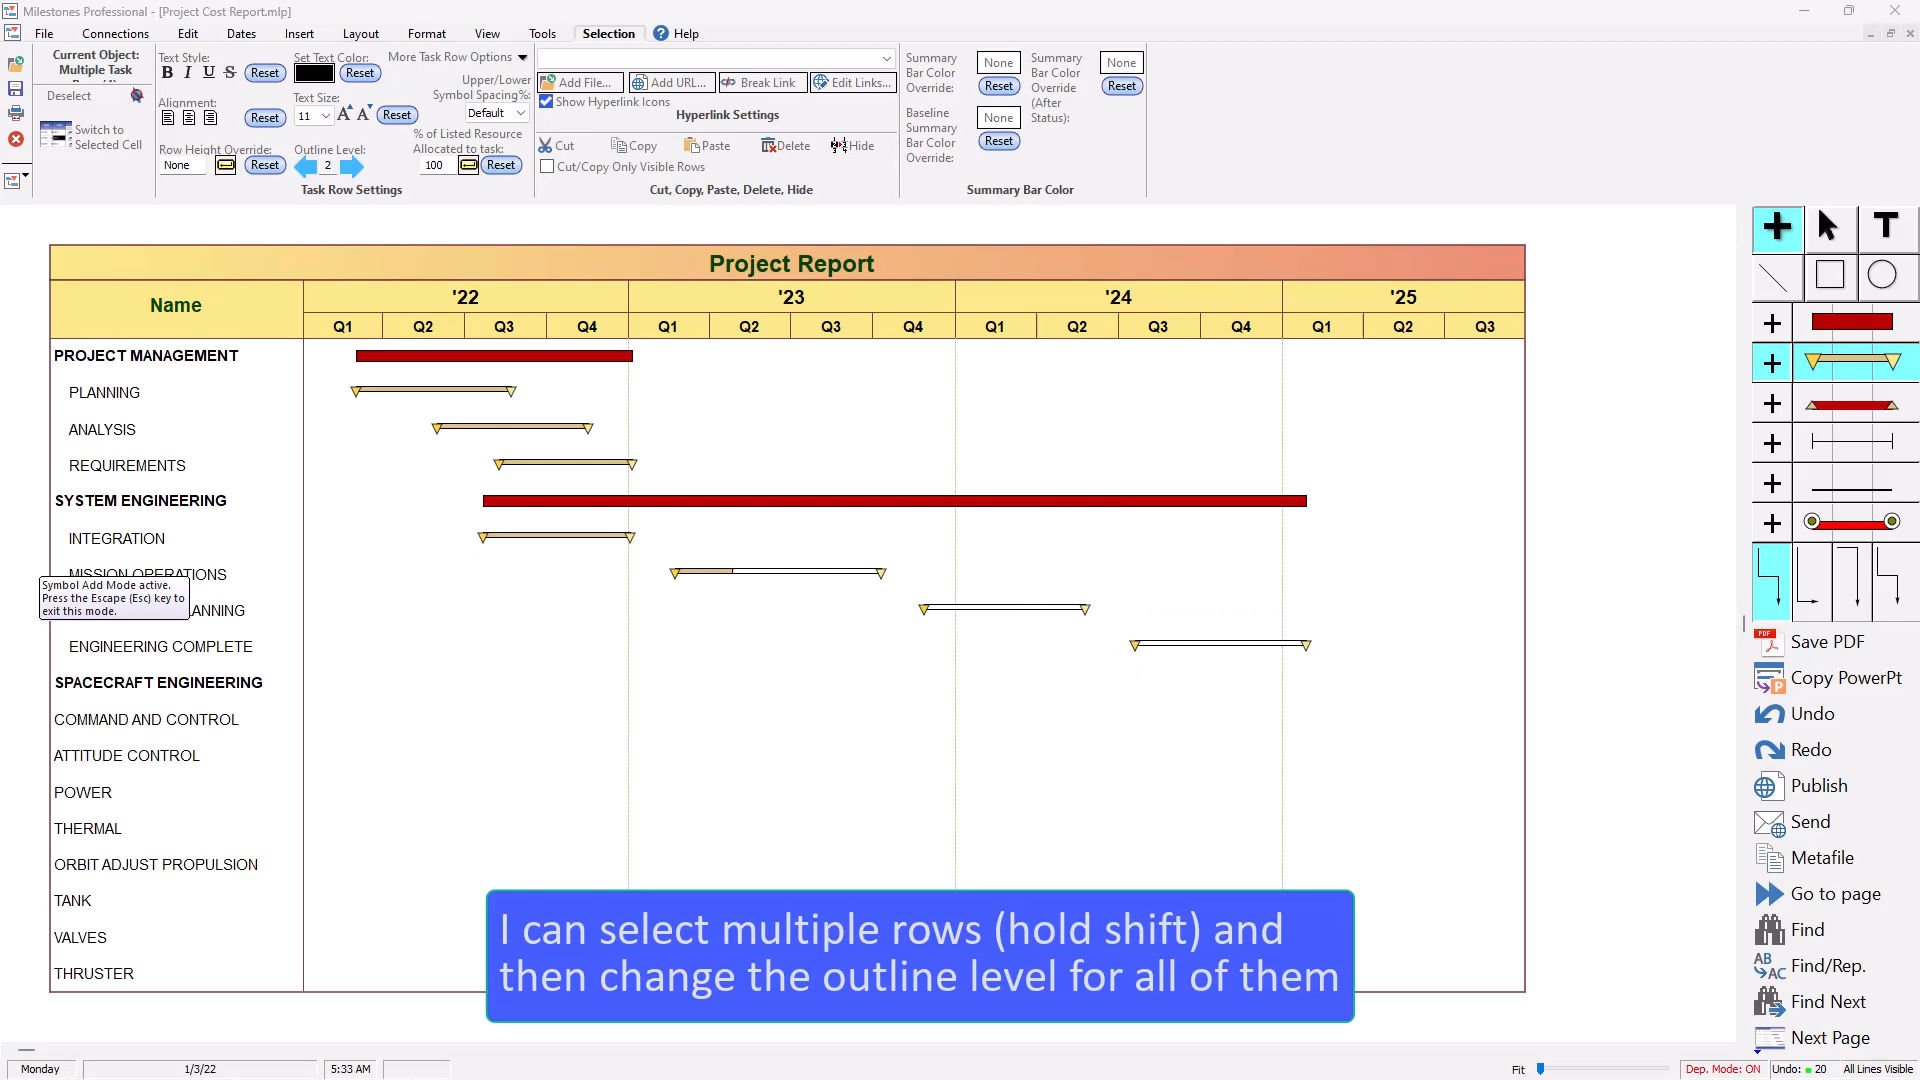 Milestones Professional - [Project Cost Report.mlp]
File Connections Edit Dates Insert Layout Format View Tools Selection Help
Current Object:
Multiple Task
Deselect
Switch to
Selected Cell
Text Style:
B I U S Reset
Set Text Color:
Reset
More Task Row Options
Upper/Lower
Symbol Spacing%:
Default
Alignment:
Reset
Text Size:
11 A A Reset
% of Listed Resource
Allocated to task:
100 Reset
Row Height Override:
None Reset
Outline Level:
2
Task Row Settings
Add File... Add URL... Break Link Edit Links...
Show Hyperlink Icons
Hyperlink Settings
Cut Copy Paste Delete Hide
Cut/Copy Only Visible Rows
Cut, Copy, Paste, Delete, Hide
Summary
Bar Color
Override:
None
Reset
Summary
Bar Color
Override
(After
Status):
None
Reset
Baseline
Summary
Bar Color
Override:
None
Reset
Summary Bar Color
Project Report
Name
'22 '23 '24 '25
Q1 Q2 Q3 Q4 Q1 Q2 Q3 Q4 Q1 Q2 Q3 Q4 Q1 Q2 Q3
PROJECT MANAGEMENT
PLANNING
ANALYSIS
REQUIREMENTS
SYSTEM ENGINEERING
INTEGRATION
MISSION OPERATIONS
Symbol Add Mode active.
Press the Escape (Esc) key to
exit this mode.
ANNING
ENGINEERING COMPLETE
SPACECRAFT ENGINEERING
COMMAND AND CONTROL
ATTITUDE CONTROL
POWER
THERMAL
ORBIT ADJUST PROPULSION
TANK
VALVES
THRUSTER
I can select multiple rows (hold shift) and
then change the outline level for all of them
T
PDF
Save PDF
P
Copy PowerPt
Undo
Redo
Publish
Send
Metafile
Go to page
Find
AB
AC
Find/Rep.
Find Next
Next Page
Monday 1/3/22 5:33 AM Fit Dep. Mode: ON Undo: 20 All Lines Visible